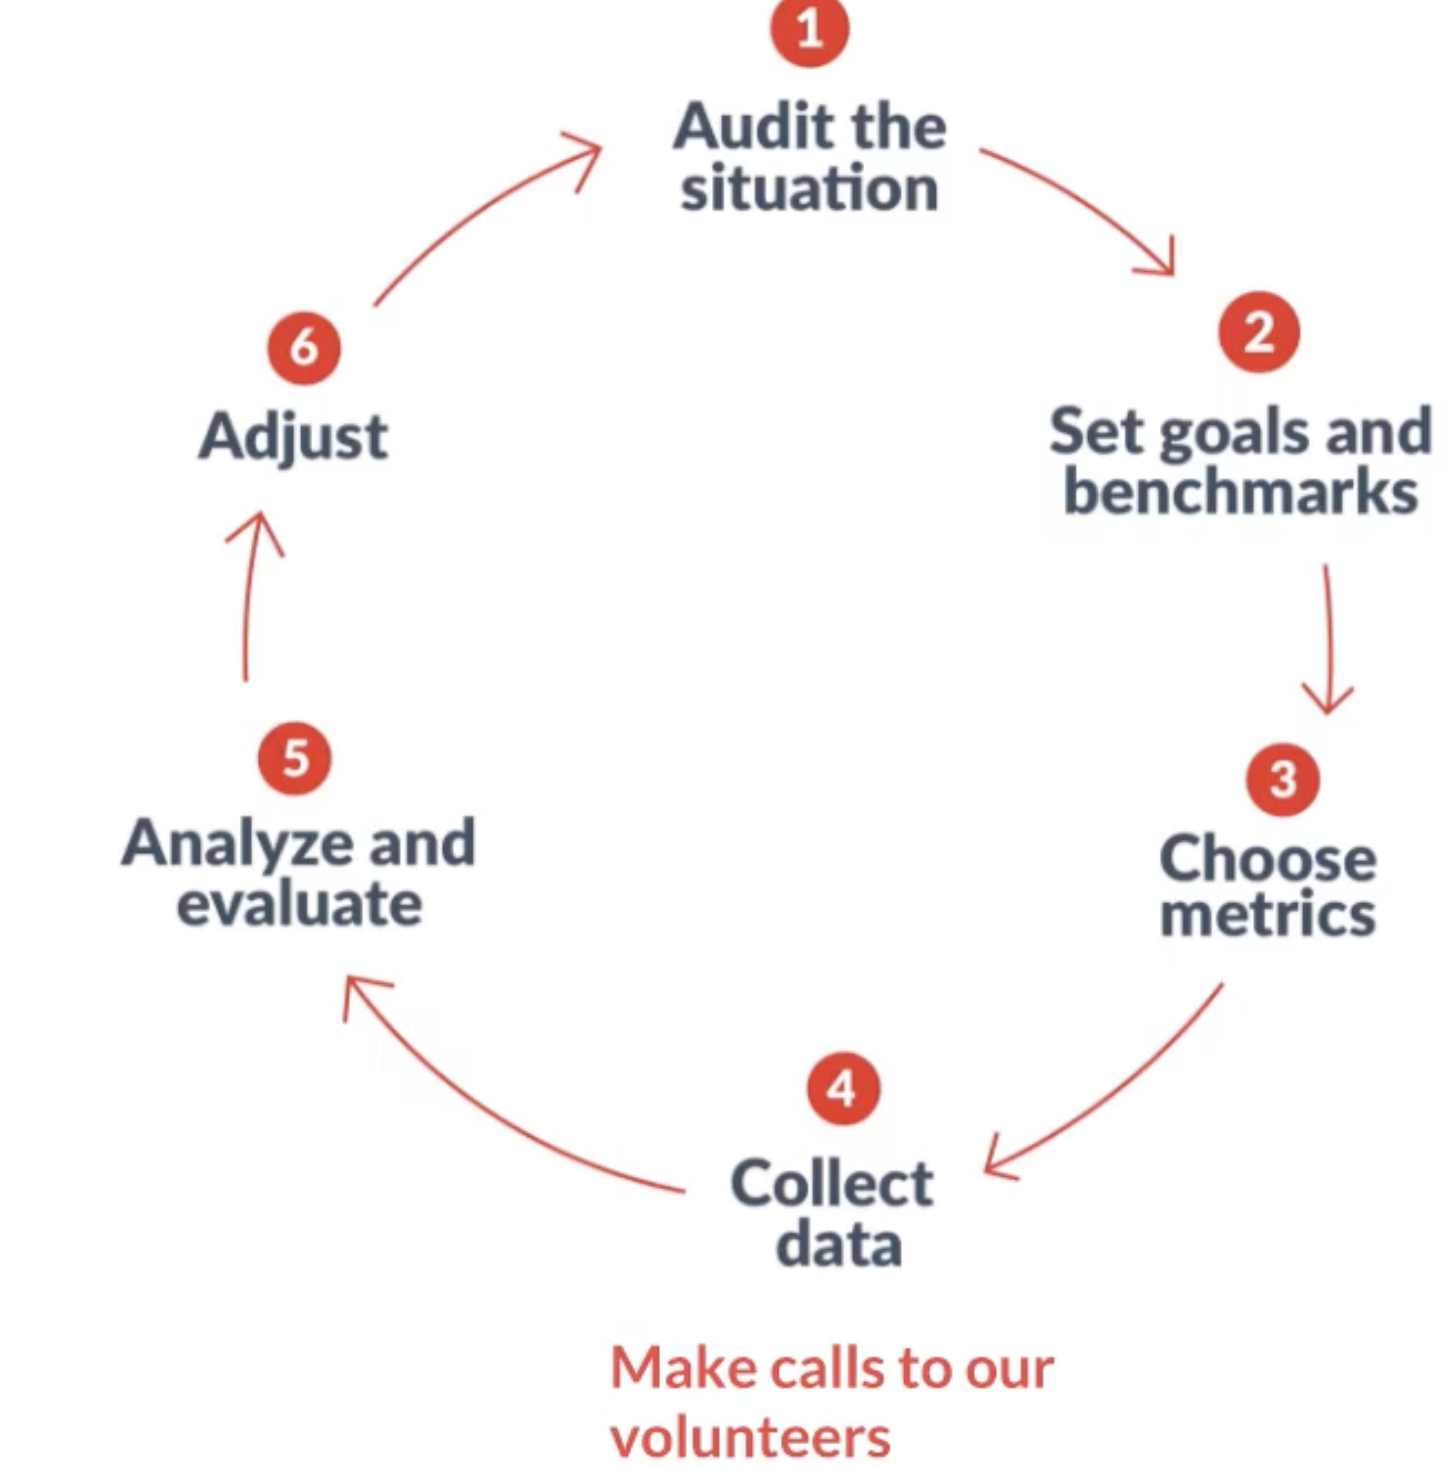 1
Audit the
situation
2
Set goals and
benchmarks
3
Choose
metrics
4
Collect
data
Make calls to our
volunteers
5
Analyze and
evaluate
6
Adjust